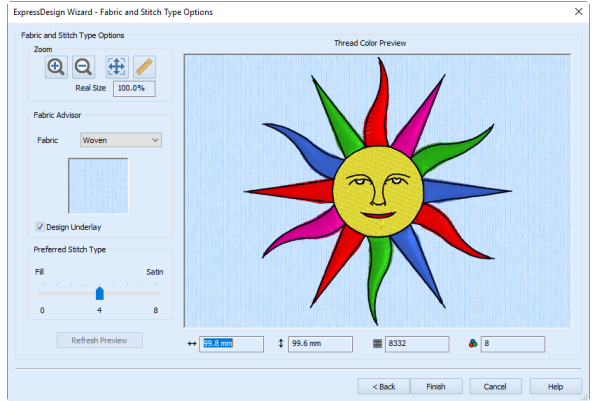 ExpressDesign Wizard - Fabric and Stitch Type Options
Fabric and Stitch Type Options
Zoom
Real Size 100.0%
Fabric Advisor
Fabric Woven
Design Underlay
Preferred Stitch Type
Fill Satin
0 4 8
Refresh Preview
Thread Color Preview
99.8 mm 99.6 mm 8332 8
< Back Finish Cancel Help